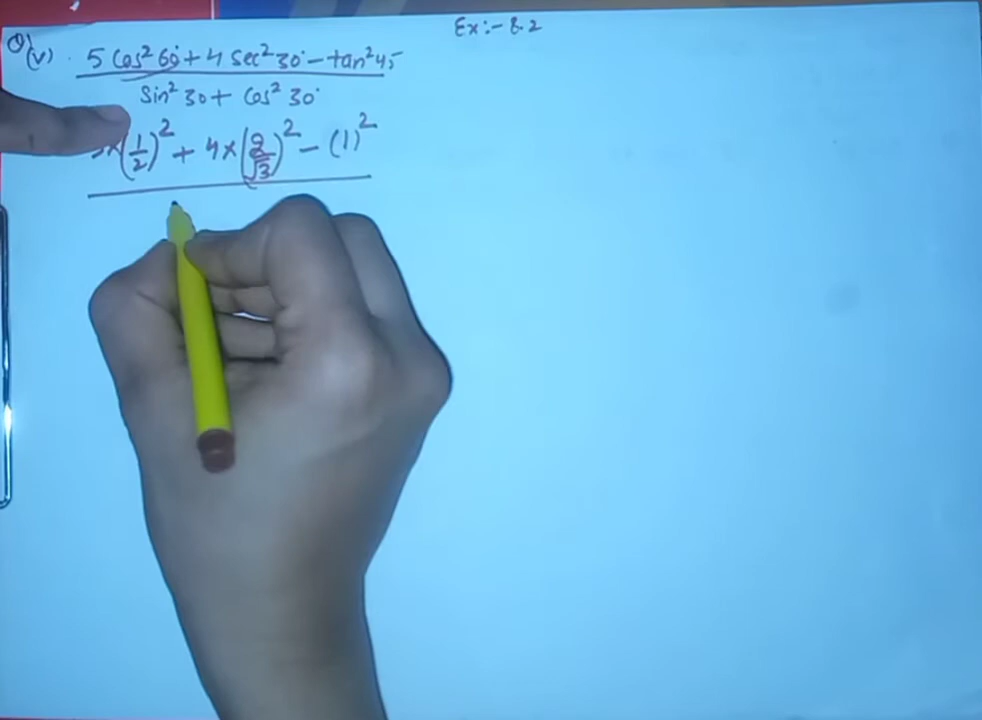 Ex:- 8.2
Q1(v). 5 Cos² 60° + 4 Sec² 30° - tan² 45
Sin² 30 + Cos² 30°
×(1/2)² + 4×(2/√3)² - (1)²